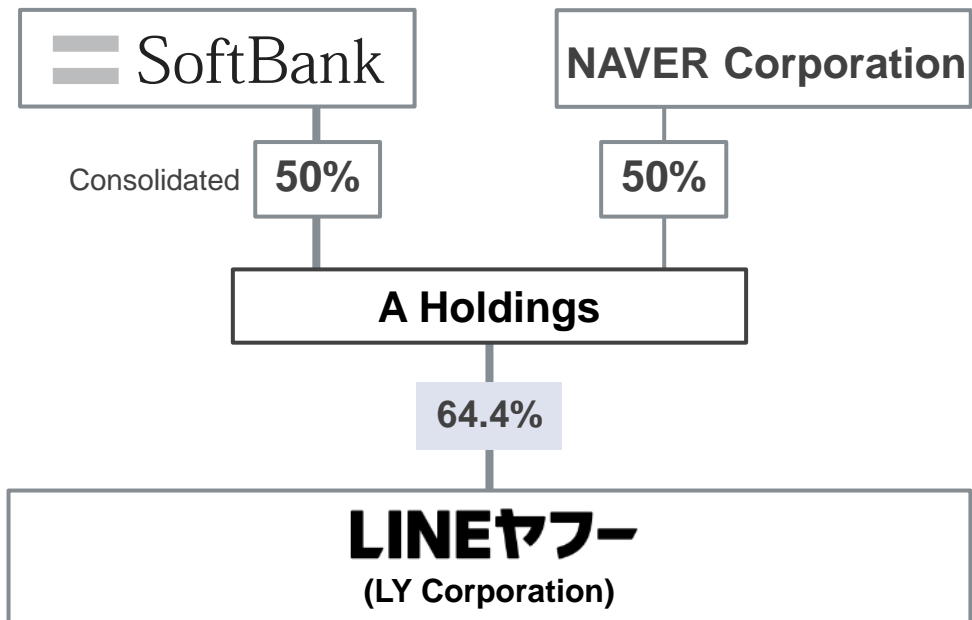 SoftBank
NAVER Corporation
Consolidated
50%
50%
A Holdings
64.4%
LINEヤフー
(LY Corporation)